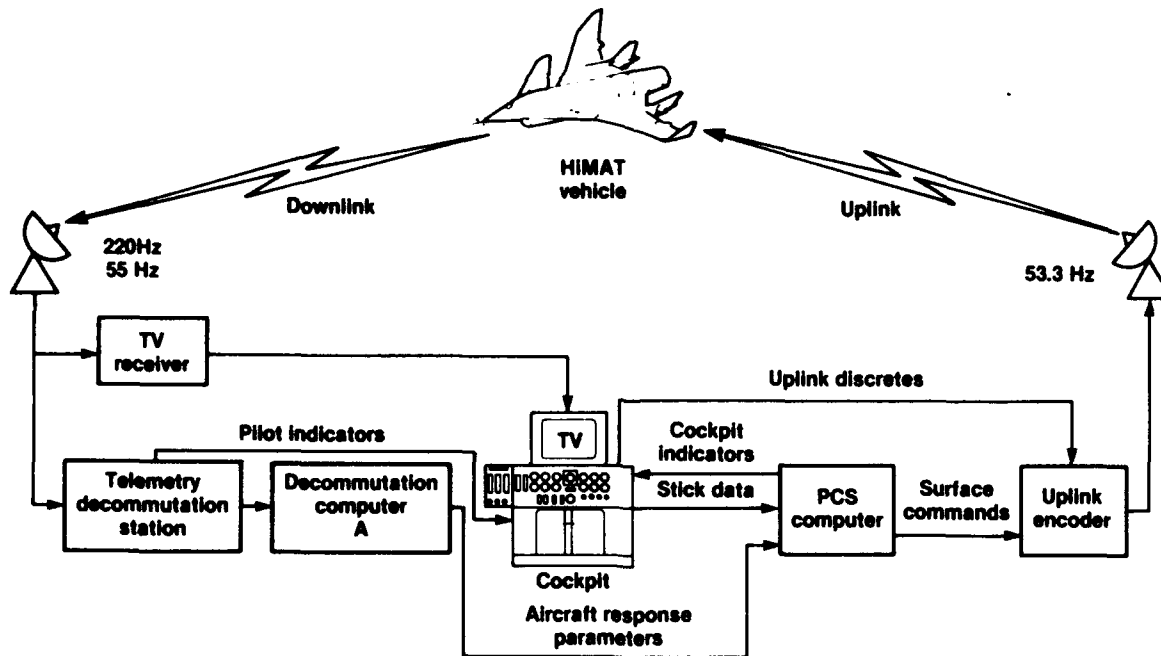 HiMAT
vehicle
Downlink
Uplink
220Hz
55 Hz
53.3 Hz
TV
receiver
Uplink discretes
Pilot indicators
TV
Cockpit
indicators
Telemetry
decommutation
station
Decommutation
computer
A
Stick data
PCS
computer
Surface
commands
Uplink
encoder
Cockpit
Aircraft response
parameters